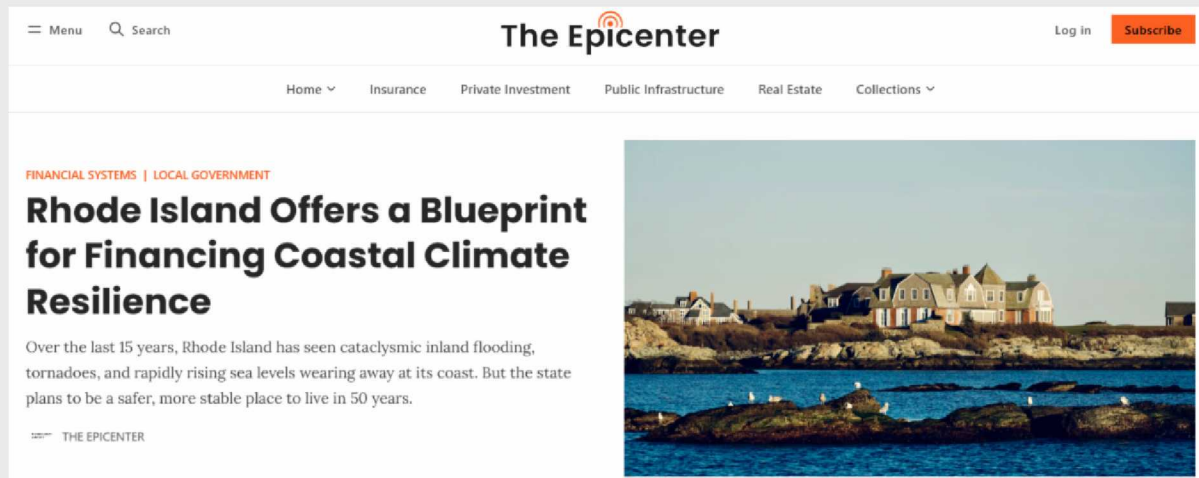 Menu
Search
The Epicenter
Log in
Subscribe
Home
Insurance
Private Investment
Public Infrastructure
Real Estate
Collections
FINANCIAL SYSTEMS | LOCAL GOVERNMENT
Rhode Island Offers a Blueprint
for Financing Coastal Climate
Resilience
Over the last 15 years, Rhode Island has seen cataclysmic inland flooding,
tornadoes, and rapidly rising sea levels wearing away at its coast. But the state
plans to be a safer, more stable place to live in 50 years.
THE EPICENTER